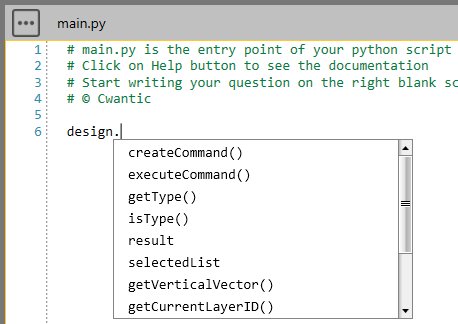 main.py
1 # main.py is the entry point of your python script
2 # Click on Help button to see the documentation
3 # Start writing your question on the right blank sc
4 # © Cwantic
5
6 design.
createCommand()
executeCommand()
getType()
isType()
result
selectedList
getVerticalVector()
getCurrentLayerID()